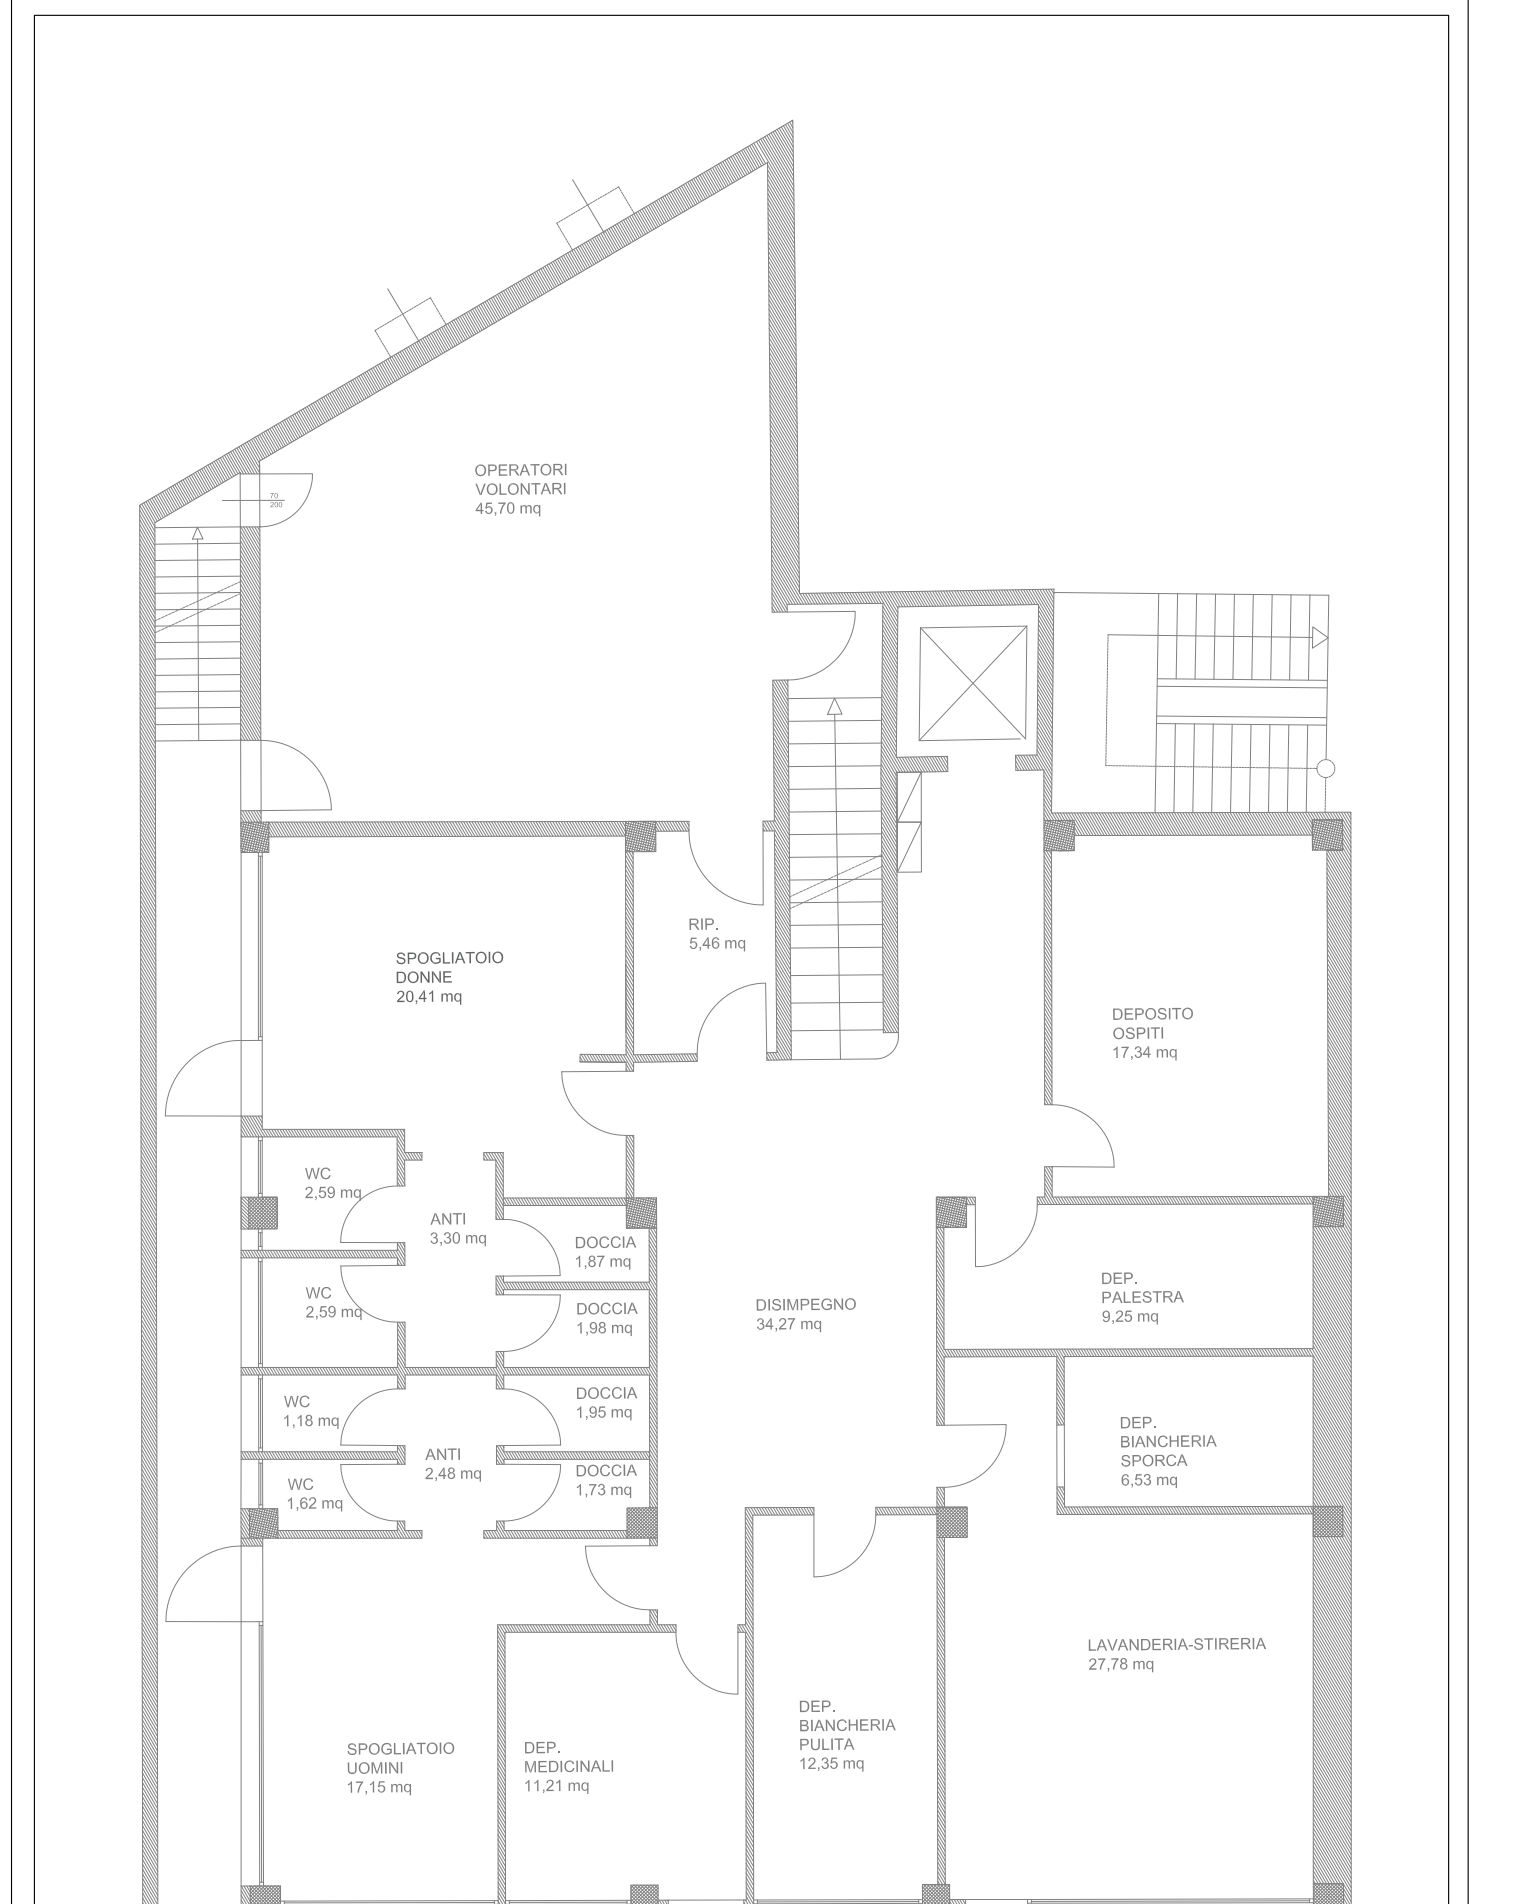 OPERATORI
VOLONTARI
45,70 mq
70
200
RIP.
5,46 mq
SPOGLIATOIO
DONNE
20,41 mq
DEPOSITO
OSPITI
17,34 mq
WC
2,59 mq
ANTI
3,30 mq
DOCCIA
1,87 mq
WC
2,59 mq
DOCCIA
1,98 mq
DISIMPEGNO
34,27 mq
DEP.
PALESTRA
9,25 mq
WC
1,18 mq
DOCCIA
1,95 mq
ANTI
2,48 mq
WC
1,62 mq
DOCCIA
1,73 mq
DEP.
BIANCHERIA
SPORCA
6,53 mq
LAVANDERIA-STIRERIA
27,78 mq
SPOGLIATOIO
UOMINI
17,15 mq
DEP.
MEDICINALI
11,21 mq
DEP.
BIANCHERIA
PULITA
12,35 mq